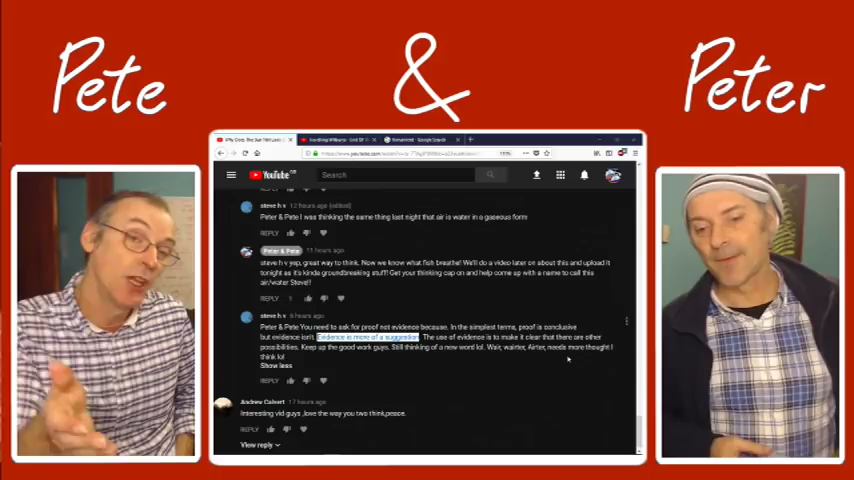 Pete & Peter
YouTube
Search
REPLY
steve h.v 12 hours ago (edited)
Peter & Pete I was thinking the same thing last night that air is water in a gaseous form
REPLY
Peter & Pete 11 hours ago
steve h.v yep, great way to think. Now we know what fish breathe! We'll do a video later on about this and upload it
tonight as it's kinda groundbreaking stuff! Get your thinking cap on and help come up with a name to call this
air/water Steve!!
REPLY 1
steve h.v 6 hours ago
Peter & Pete You need to ask for proof not evidence because. In the simplest terms, proof is conclusive
but evidence isn't. Evidence is more of a suggestion. The use of evidence is to make it clear that there are other
possibilities. Keep up the good work guys. Still thinking of a new word lol. Wair, wairter, Airter, needs more thought I
think lol
Show less
REPLY
Andrew Calvert 17 hours ago
Interesting vid guys ,love the way you two think,peace.
REPLY
View reply